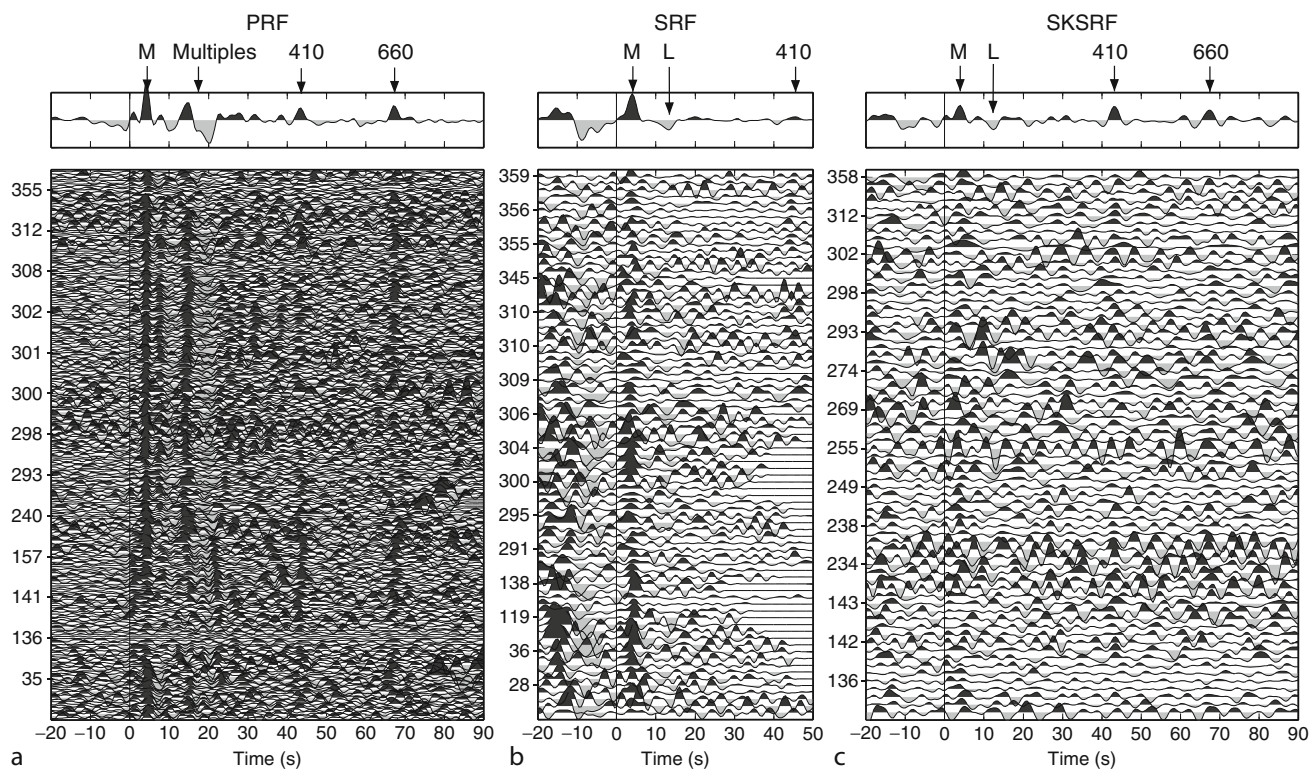 PRF
M Multiples 410 660
355
312
308
302
301
300
298
293
240
157
141
136
35
−20 −10 0 10 20 30 40 50 60 70 80 90
Time (s)
a
SRF
M L 410
359
356
355
345
310
310
309
306
304
300
295
291
138
119
36
28
−20 −10 0 10 20 30 40 50
Time (s)
b
SKSRF
M L 410 660
358
312
302
298
293
274
269
255
249
238
234
143
142
136
−20 −10 0 10 20 30 40 50 60 70 80 90
Time (s)
c